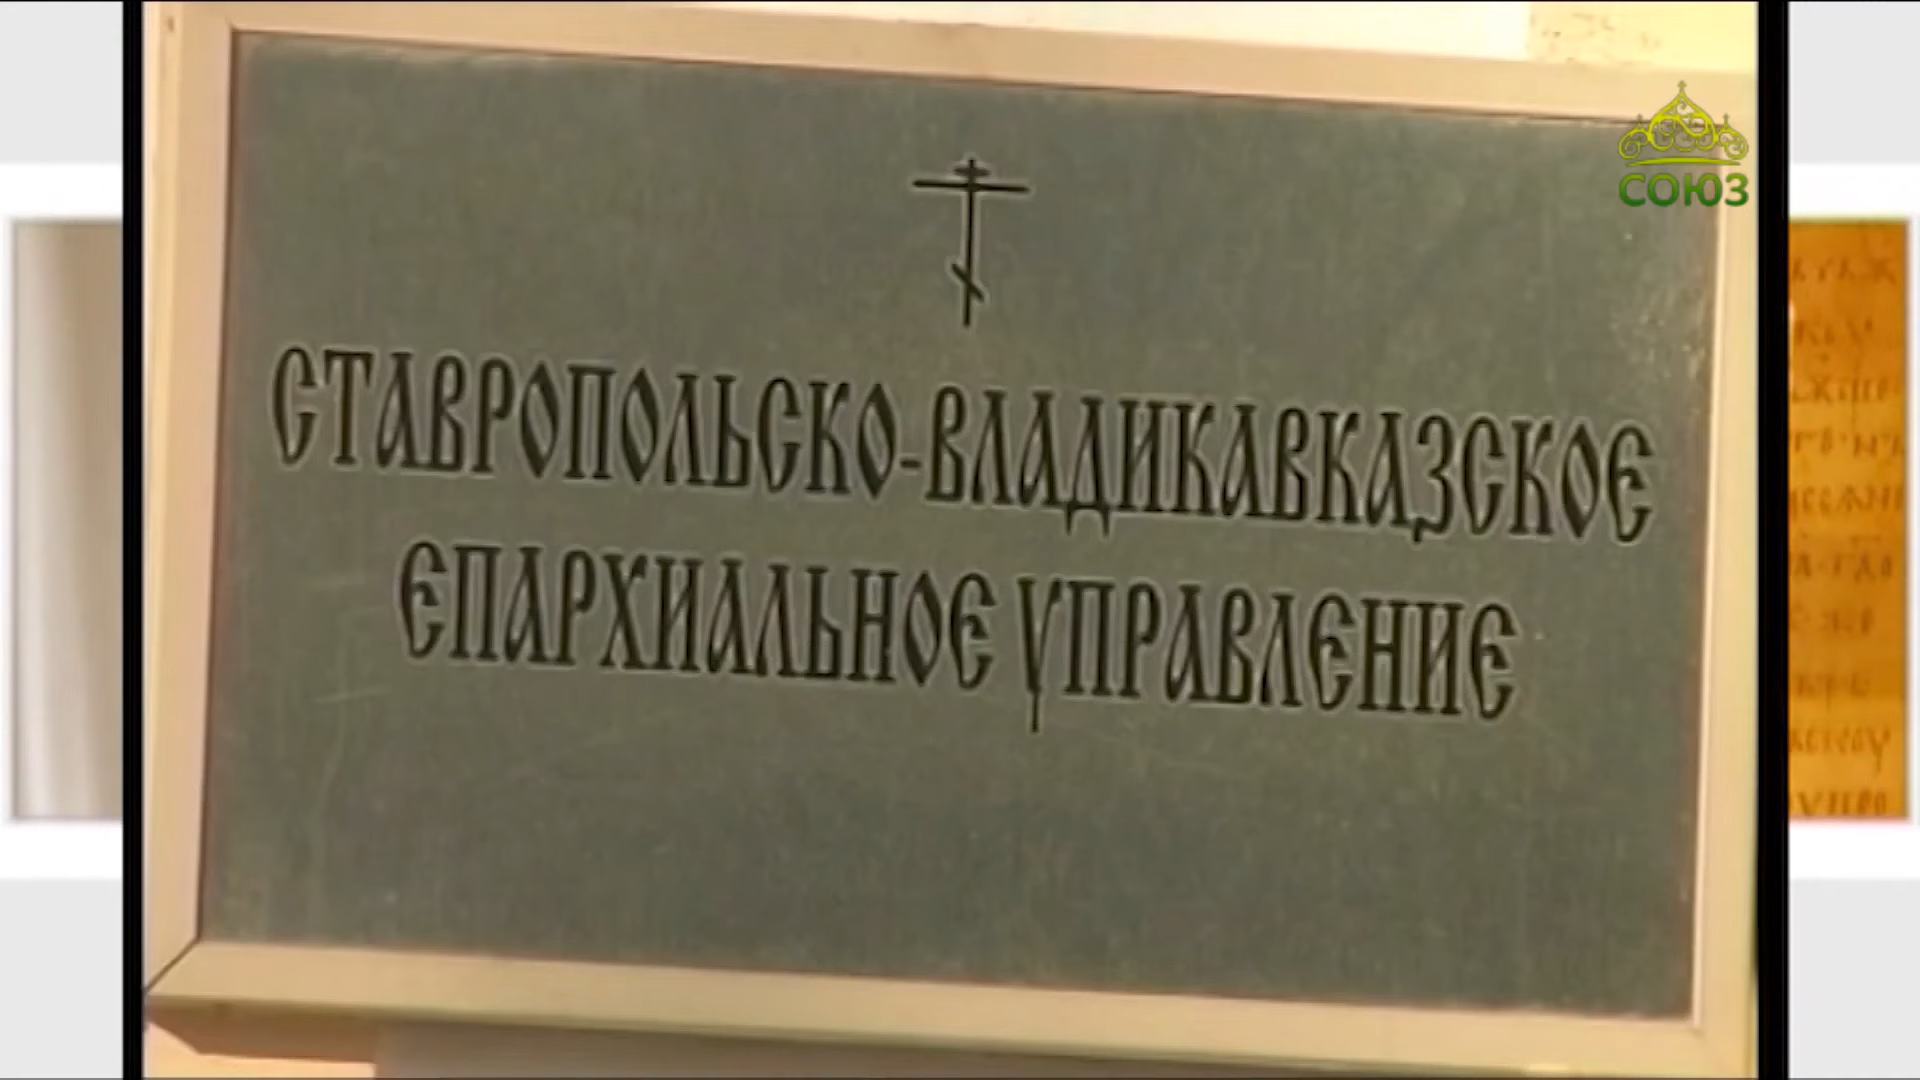 СОЮЗ
СТАВРОПОЛЬСКО-ВЛАДИКАВКАЗСКОЕ
ЕПАРХИАЛЬНОЕ УПРАВЛЕНИЕ